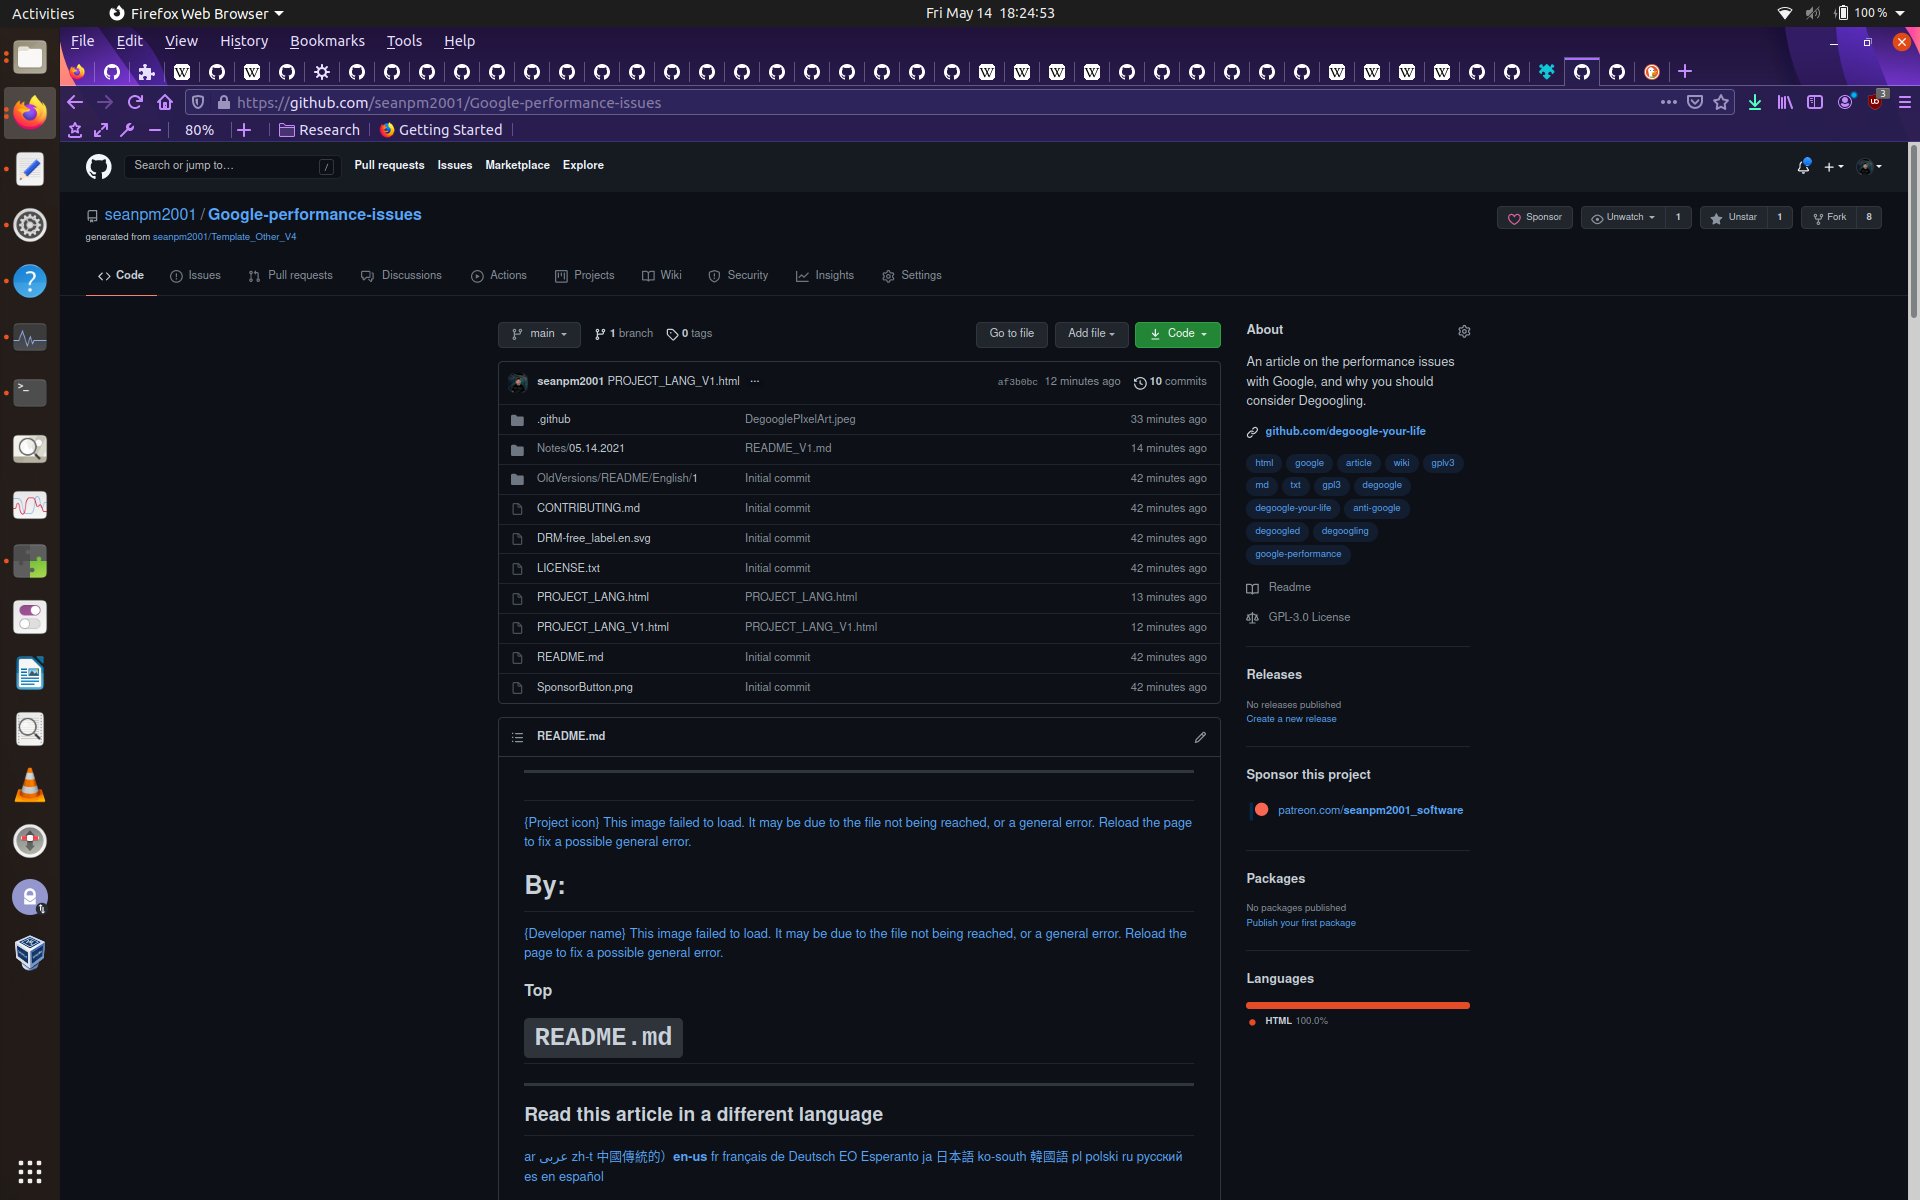 Activities Firefox Web Browser Fri May 14 18:24:53 100 %
File Edit View History Bookmarks Tools Help
https://github.com/seanpm2001/Google-performance-issues 3
80% Research Getting Started
Search or jump to… / Pull requests Issues Marketplace Explore
seanpm2001 / Google-performance-issues Sponsor Unwatch 1 Unstar 1 Fork 8
generated from seanpm2001/Template_Other_V4
Code Issues Pull requests Discussions Actions Projects Wiki Security Insights Settings
main 1 branch 0 tags Go to file Add file Code
seanpm2001 PROJECT_LANG_V1.html ... af3b0bc 12 minutes ago 10 commits
.github DegooglePIxelArt.jpeg 33 minutes ago
Notes/05.14.2021 README_V1.md 14 minutes ago
OldVersions/README/English/1 Initial commit 42 minutes ago
CONTRIBUTING.md Initial commit 42 minutes ago
DRM-free_label.en.svg Initial commit 42 minutes ago
LICENSE.txt Initial commit 42 minutes ago
PROJECT_LANG.html PROJECT_LANG.html 13 minutes ago
PROJECT_LANG_V1.html PROJECT_LANG_V1.html 12 minutes ago
README.md Initial commit 42 minutes ago
SponsorButton.png Initial commit 42 minutes ago
README.md
{Project icon} This image failed to load. It may be due to the file not being reached, or a general error. Reload the page
to fix a possible general error.
By:
{Developer name} This image failed to load. It may be due to the file not being reached, or a general error. Reload the
page to fix a possible general error.
Top
README.md
Read this article in a different language
ar عربى zh-t 中國傳統的）en-us fr français de Deutsch EO Esperanto ja 日本語 ko-south 韓國語 pl polski ru русский
es en español
About
An article on the performance issues
with Google, and why you should
consider Degoogling.
github.com/degoogle-your-life
html google article wiki gplv3
md txt gpl3 degoogle
degoogle-your-life anti-google
degoogled degoogling
google-performance
Readme
GPL-3.0 License
Releases
No releases published
Create a new release
Sponsor this project
patreon.com/seanpm2001_software
Packages
No packages published
Publish your first package
Languages
HTML 100.0%